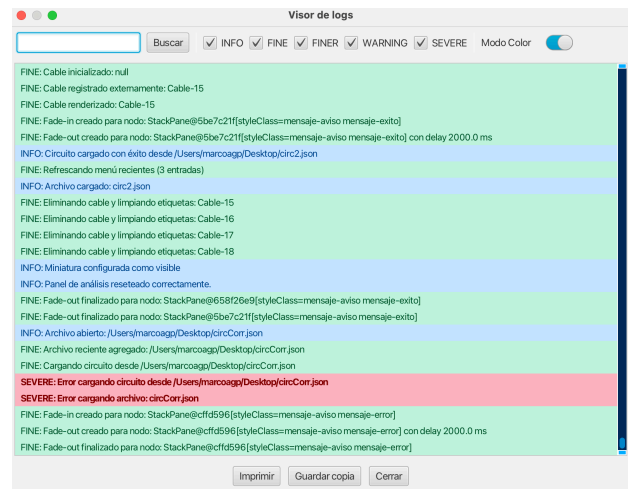 Visor de logs
Buscar INFO FINE FINER WARNING SEVERE Modo Color
FINE: Cable inicializado: null
FINE: Cable registrado externamente: Cable-15
FINE: Cable renderizado: Cable-15
FINE: Fade-in creado para nodo: StackPane@5be7c21f[styleClass=mensaje-aviso mensaje-exito]
FINE: Fade-out creado para nodo: StackPane@5be7c21f[styleClass=mensaje-aviso mensaje-exito] con delay 2000.0 ms
INFO: Circuito cargado con éxito desde /Users/marcoagp/Desktop/circ2.json
FINE: Refrescando menú recientes (3 entradas)
INFO: Archivo cargado: circ2.json
FINE: Eliminando cable y limpiando etiquetas: Cable-15
FINE: Eliminando cable y limpiando etiquetas: Cable-16
FINE: Eliminando cable y limpiando etiquetas: Cable-17
FINE: Eliminando cable y limpiando etiquetas: Cable-18
INFO: Miniatura configurada como visible
INFO: Panel de análisis reseteado correctamente.
FINE: Fade-out finalizado para nodo: StackPane@658f26e9[styleClass=mensaje-aviso mensaje-exito]
FINE: Fade-out finalizado para nodo: StackPane@5be7c21f[styleClass=mensaje-aviso mensaje-exito]
INFO: Archivo abierto: /Users/marcoagp/Desktop/circCorr.json
FINE: Archivo reciente agregado: /Users/marcoagp/Desktop/circCorr.json
FINE: Cargando circuito desde /Users/marcoagp/Desktop/circCorr.json
SEVERE: Error cargando circuito desde /Users/marcoagp/Desktop/circCorr.json
SEVERE: Error cargando archivo: circCorr.json
FINE: Fade-in creado para nodo: StackPane@cffd596[styleClass=mensaje-aviso mensaje-error]
FINE: Fade-out creado para nodo: StackPane@cffd596[styleClass=mensaje-aviso mensaje-error] con delay 2000.0 ms
FINE: Fade-out finalizado para nodo: StackPane@cffd596[styleClass=mensaje-aviso mensaje-error]
Imprimir Guardar copia Cerrar